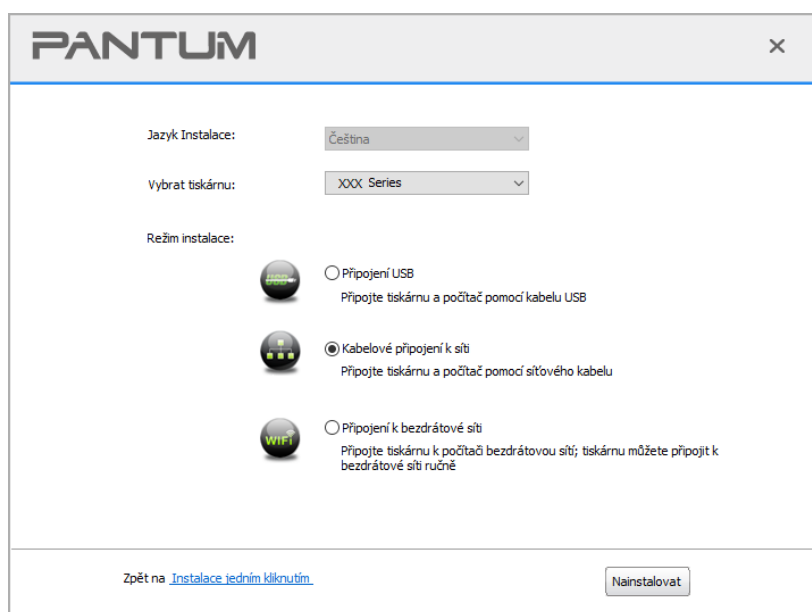 PANTUM
Jazyk Instalace:
Čeština
Vybrat tiskárnu:
XXX Series
Režim instalace:
USB
Připojení USB
Připojte tiskárnu a počítač pomocí kabelu USB
Kabelové připojení k síti
Připojte tiskárnu a počítač pomocí síťového kabelu
WiFi
Připojení k bezdrátové síti
Připojte tiskárnu k počítači bezdrátovou sítí; tiskárnu můžete připojit k
bezdrátové síti ručně
Zpět na Instalace jedním kliknutím
Nainstalovat